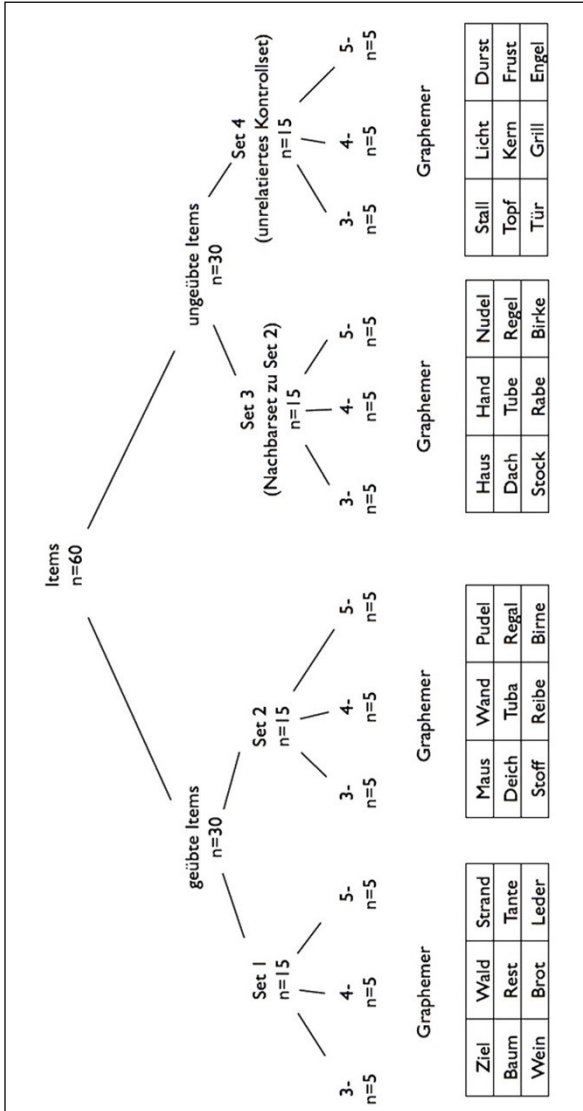 Items
n=60
geübte Items
n=30
ungeübte Items
n=30
Set 1
n=15
Set 2
n=15
Set 3
(Nachbarset zu Set 2)
n=15
Set 4
(unrelatiertes Kontrollset)
n=15
3- 4- 5-
n=5 n=5 n=5
Graphemer
3- 4- 5-
n=5 n=5 n=5
Graphemer
3- 4- 5-
n=5 n=5 n=5
Graphemer
3- 4- 5-
n=5 n=5 n=5
Graphemer
Ziel Wald Strand
Baum Rest Tante
Wein Brot Leder
Maus Wand Pudel
Deich Tuba Regal
Stoff Reibe Birne
Haus Hand Nudel
Dach Tube Regel
Stock Rabe Birke
Stall Licht Durst
Topf Kern Frust
Tür Grill Engel